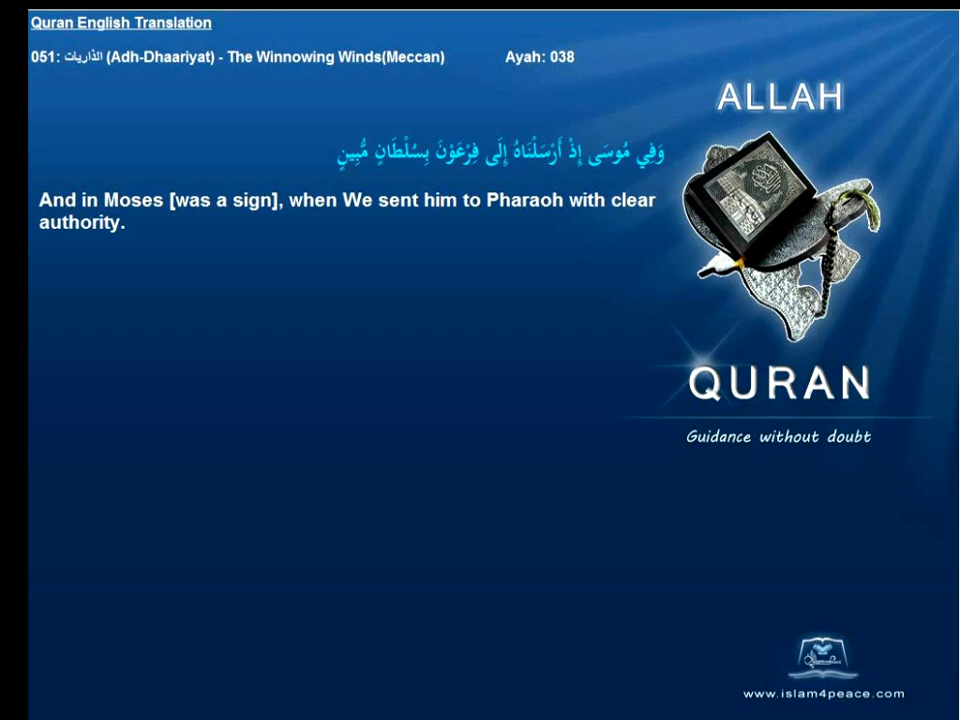 Quran English Translation
051: الذاريات (Adh-Dhaariyat) - The Winnowing Winds(Meccan) Ayah: 038
ALLAH
وَفِي مُوسَى إِذْ أَرْسَلْنَاهُ إِلَى فِرْعَوْنَ بِسُلْطَانٍ مُّبِينٍ
And in Moses [was a sign], when We sent him to Pharaoh with clear
authority.
QURAN
Guidance without doubt
www.islam4peace.com